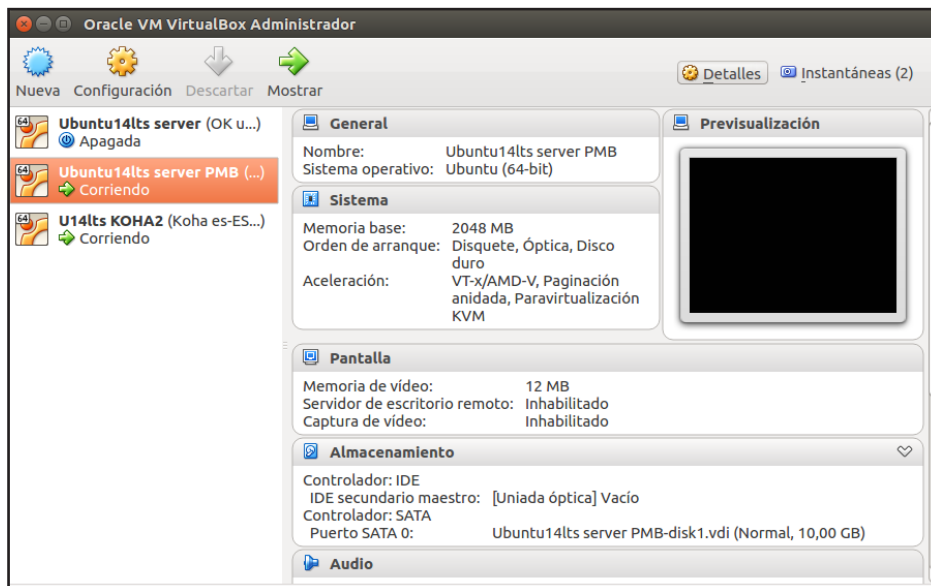 Oracle VM VirtualBox Administrador
Nueva Configuración Descartar Mostrar
Detalles Instantáneas (2)
64 Ubuntu14lts server (OK u...)
Apagada
64 Ubuntu14lts server PMB (...)
Corriendo
64 U14lts KOHA2 (Koha es-ES...)
Corriendo
General
Nombre: Ubuntu14lts server PMB
Sistema operativo: Ubuntu (64-bit)
Sistema
Memoria base: 2048 MB
Orden de arranque: Disquete, Óptica, Disco
duro
Aceleración: VT-x/AMD-V, Paginación
anidada, Paravirtualización
KVM
Previsualización
Pantalla
Memoria de vídeo: 12 MB
Servidor de escritorio remoto: Inhabilitado
Captura de vídeo: Inhabilitado
Almacenamiento
Controlador: IDE
IDE secundario maestro: [Uniada óptica] Vacío
Controlador: SATA
Puerto SATA 0: Ubuntu14lts server PMB-disk1.vdi (Normal, 10,00 GB)
Audio